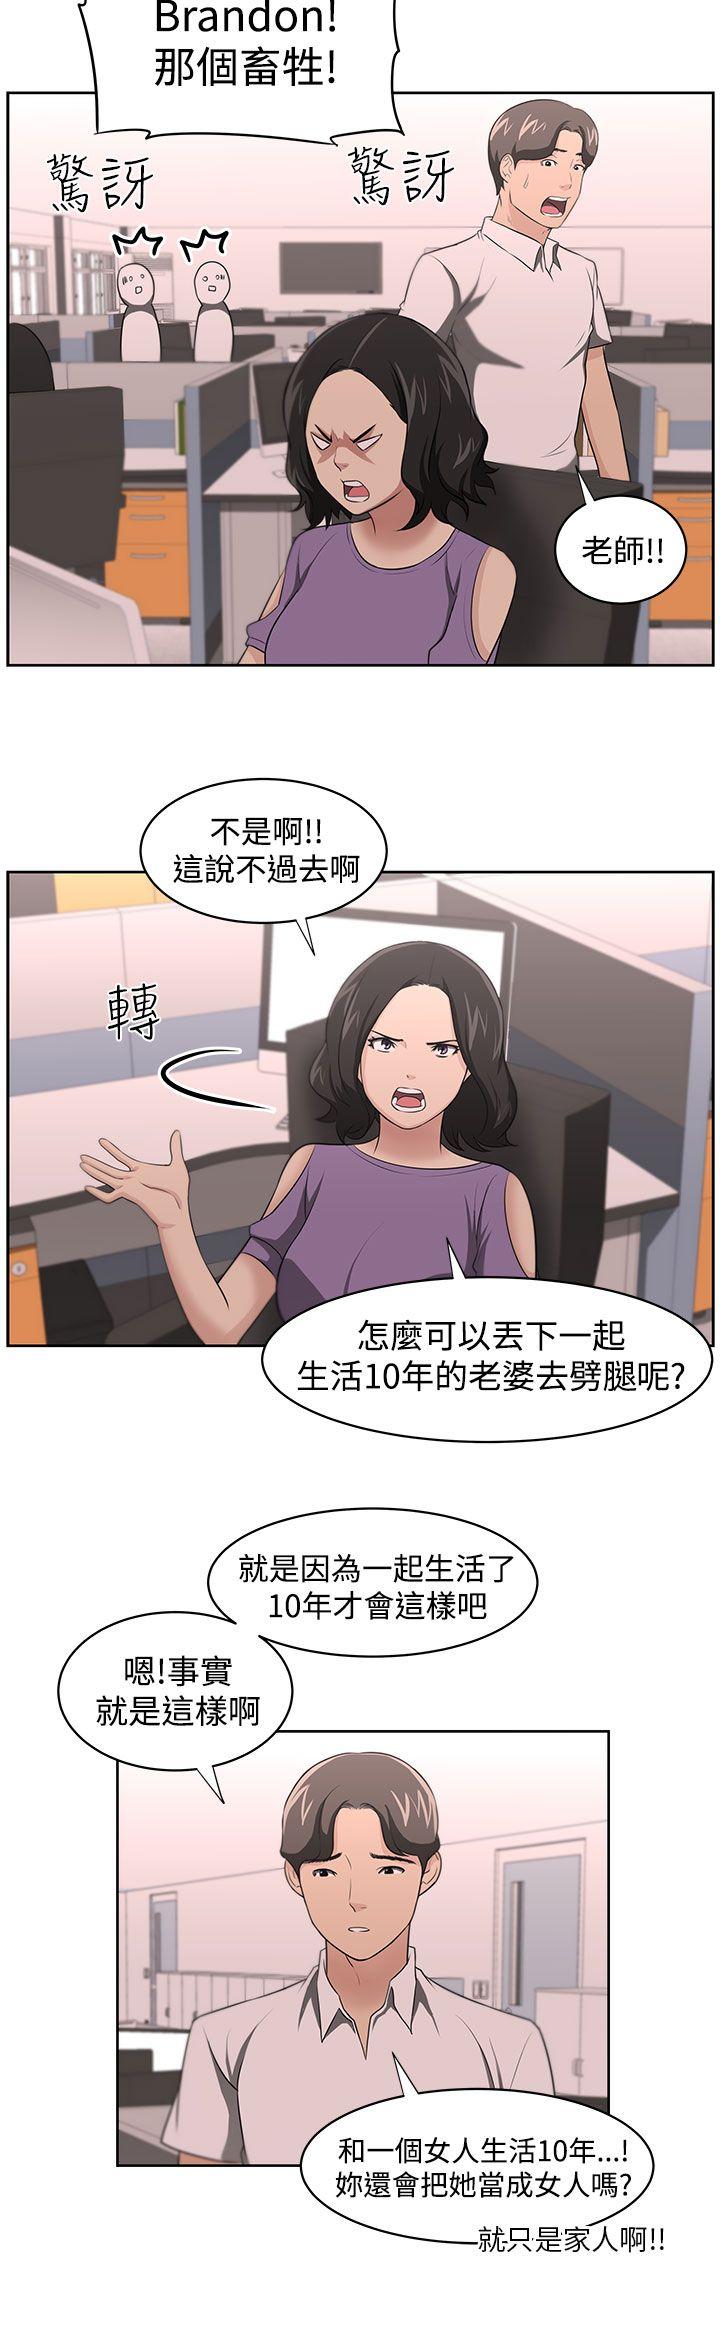 Brandon!
那個畜牲!
驚訝
驚訝
老師!!
不是啊!!
這說不過去啊
轉
怎麼可以丟下一起
生活10年的老婆去劈腿呢?
就是因為一起生活了
10年才會這樣吧
嗯!事實
就是這樣啊
和一個女人生活10年...!
妳還會把她當成女人嗎?
就只是家人啊!!